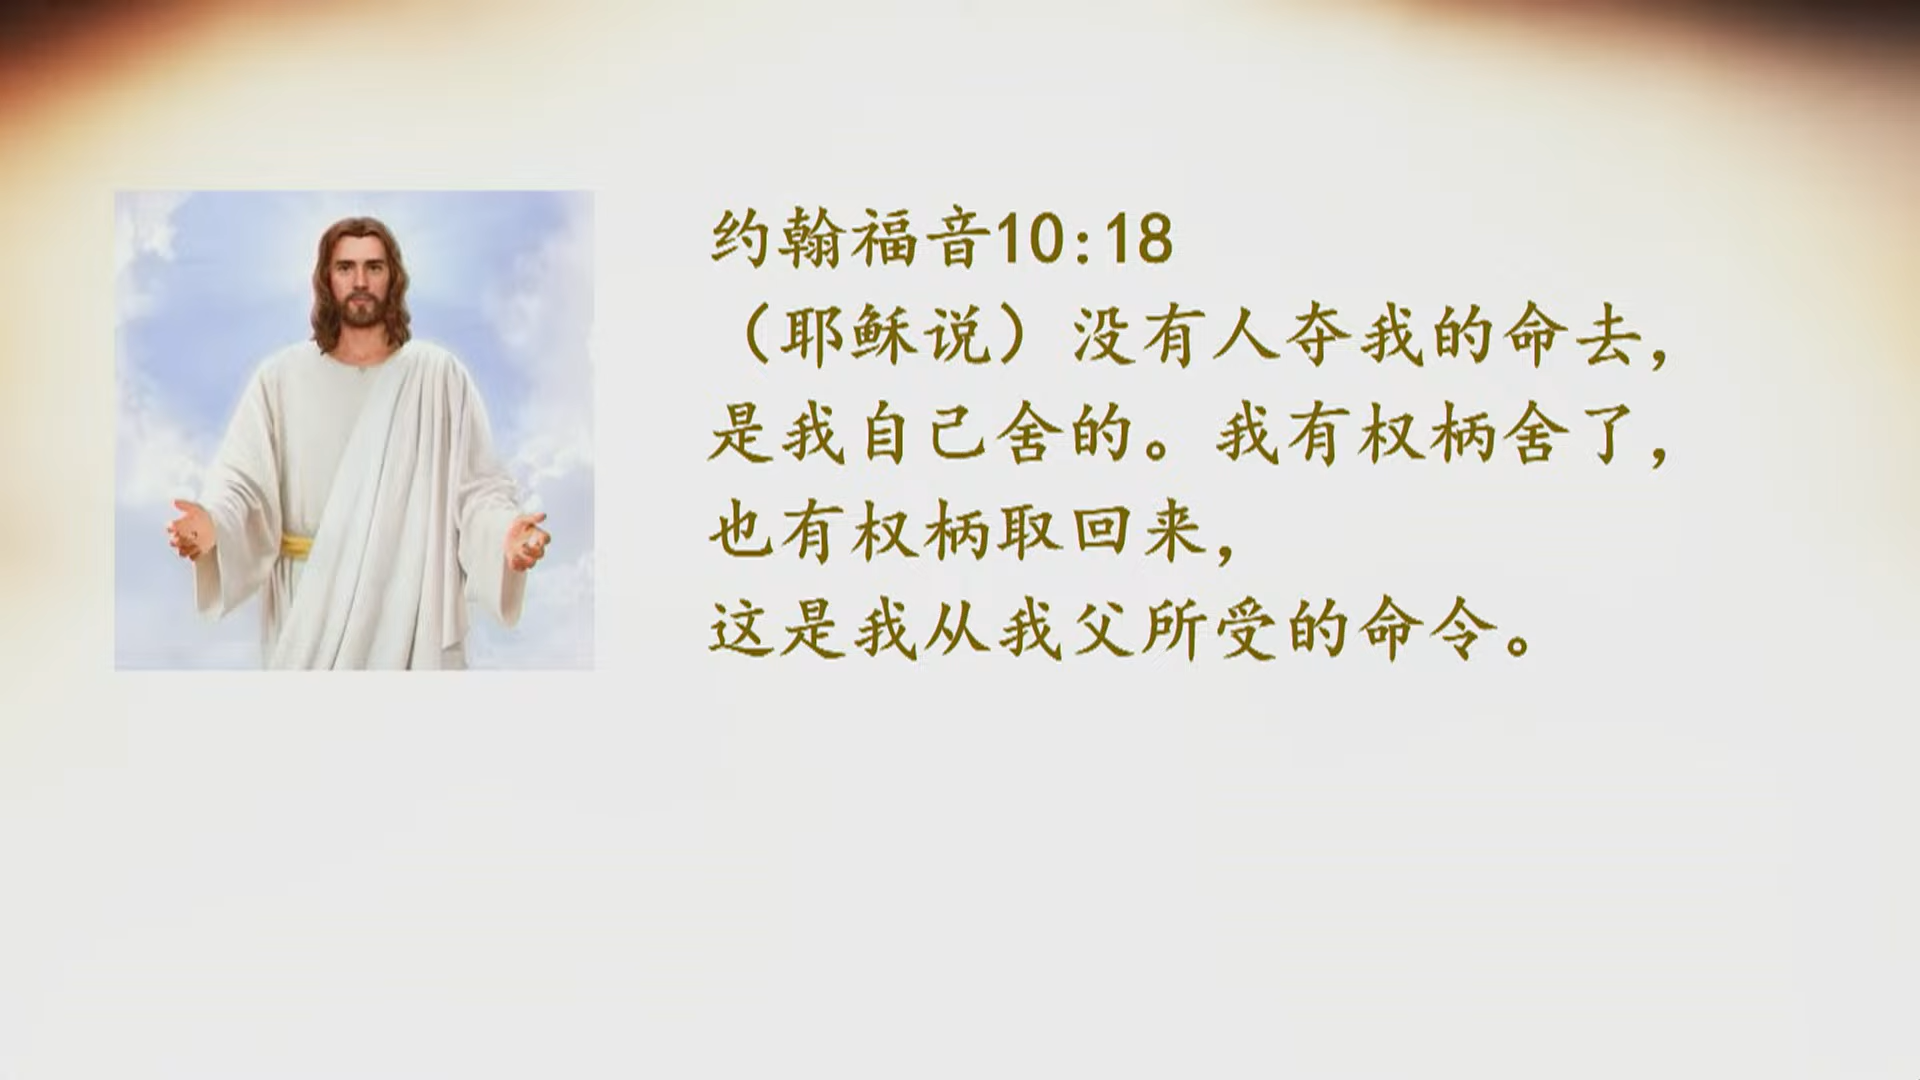 约翰福音10:18
（耶稣说）没有人夺我的命去，
是我自己舍的。我有权柄舍了，
也有权柄取回来，
这是我从我父所受的命令。